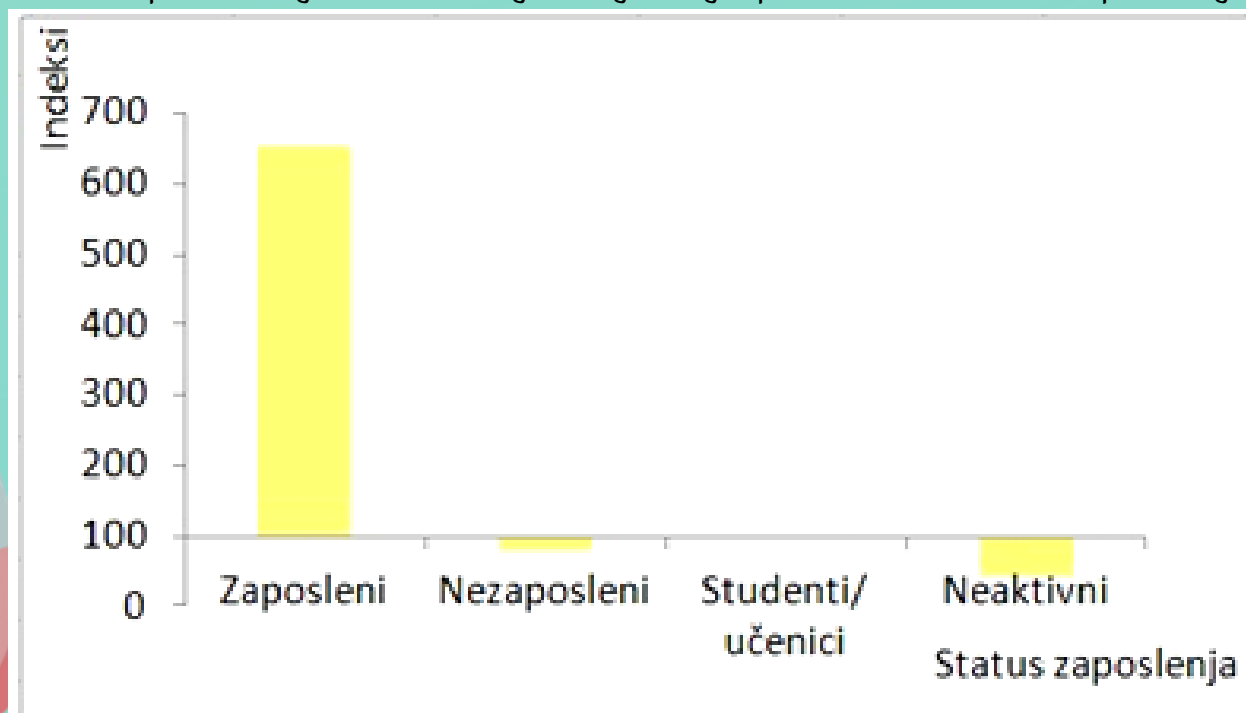 Indeksi
700
600
500
400
300
200
100
0
Zaposleni
Nezaposleni
Studenti/
učenici
Neaktivni
Status zaposlenja